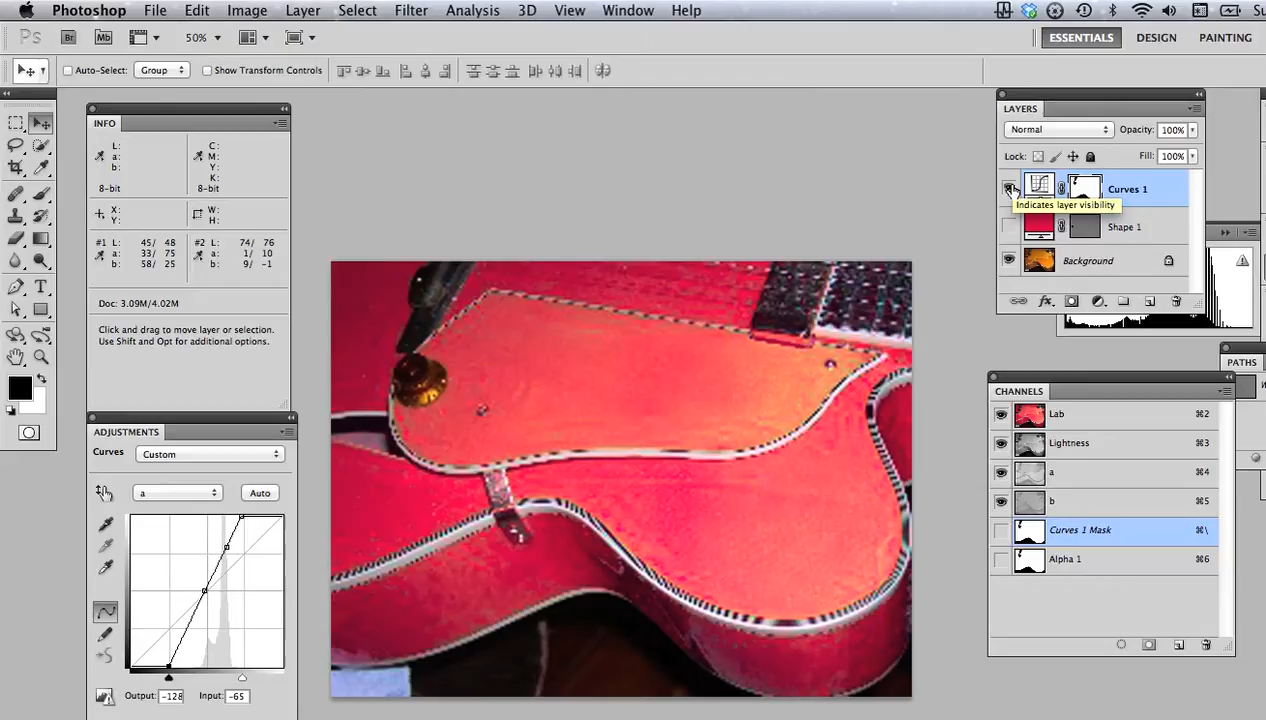 Photoshop File Edit Image Layer Select Filter Analysis 3D View Window Help
Ps Br Mb 50% ESSENTIALS DESIGN PAINTING
Auto-Select: Group Show Transform Controls
INFO
L: C:
a: M:
b: Y:
K:
8-bit 8-bit
X: W:
Y: H:
#1 L: 45/ 48 #2 L: 74/ 76
a: 33/ 75 a: 1/ 10
b: 58/ 25 b: 9/ -1
Doc: 3.09M/4.02M
Click and drag to move layer or selection.
Use Shift and Opt for additional options.
ADJUSTMENTS
Curves Custom
a Auto
Output: -128 Input: -65
LAYERS
Normal Opacity: 100%
Lock: Fill: 100%
Curves 1
Indicates layer visibility
Shape 1
Background
fx
PATHS
CHANNELS
Lab ⌘2
Lightness ⌘3
a ⌘4
b ⌘5
Curves 1 Mask ⌘\
Alpha 1 ⌘6